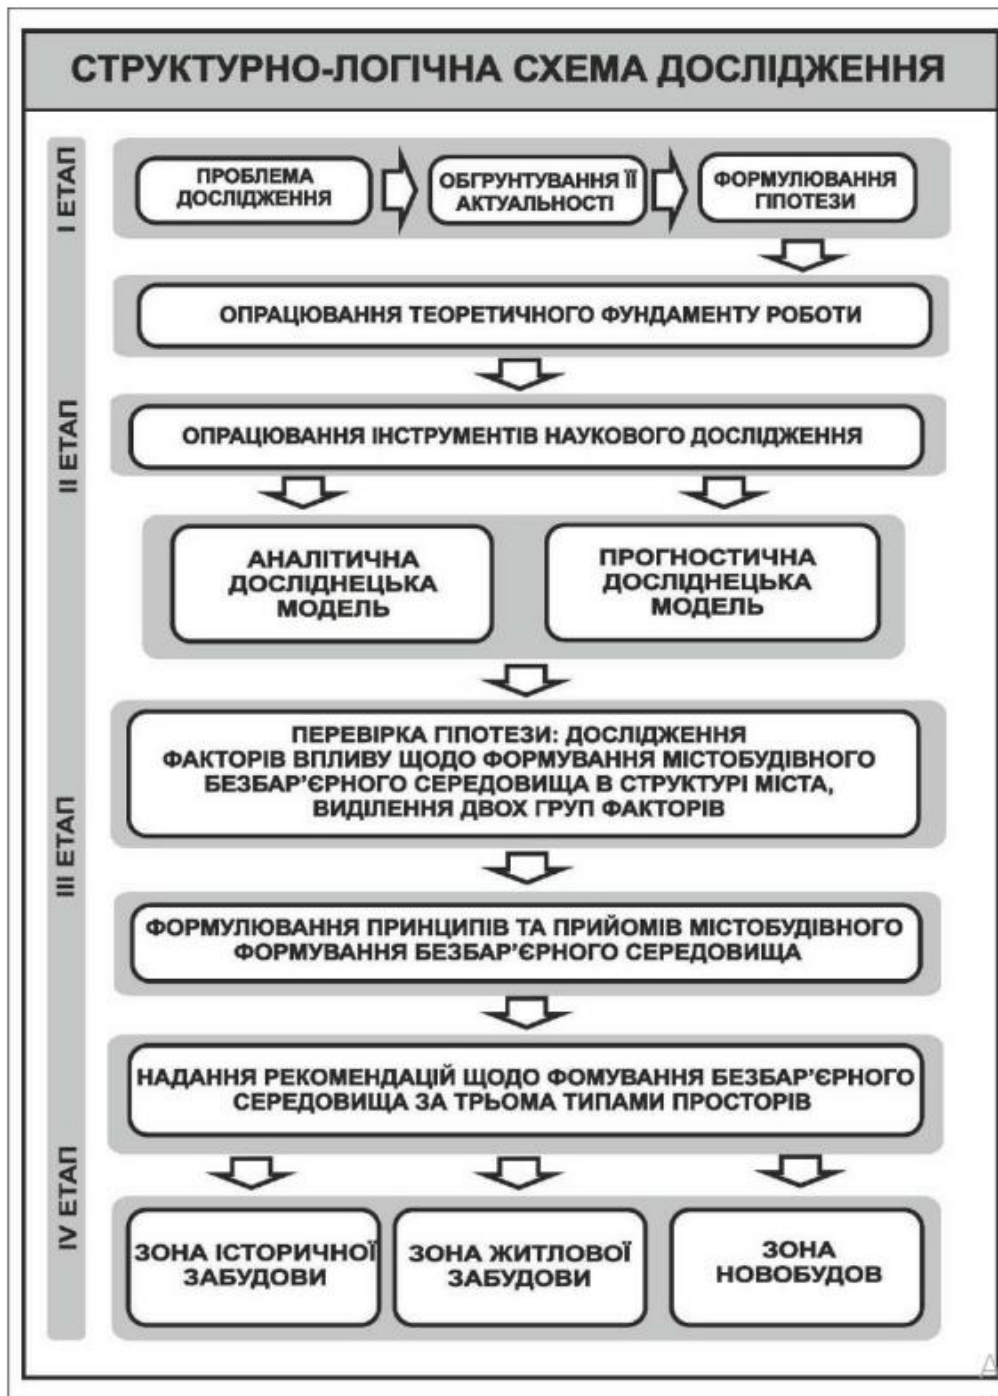 СТРУКТУРНО-ЛОГІЧНА СХЕМА ДОСЛІДЖЕННЯ
І ЕТАП
ПРОБЛЕМА
ДОСЛІДЖЕННЯ
ОБГРУНТУВАННЯ ЇЇ
АКТУАЛЬНОСТІ
ФОРМУЛЮВАННЯ
ГІПОТЕЗИ
ОПРАЦЮВАННЯ ТЕОРЕТИЧНОГО ФУНДАМЕНТУ РОБОТИ
ІІ ЕТАП
ОПРАЦЮВАННЯ ІНСТРУМЕНТІВ НАУКОВОГО ДОСЛІДЖЕННЯ
АНАЛІТИЧНА
ДОСЛІДНЕЦЬКА
МОДЕЛЬ
ПРОГНОСТИЧНА
ДОСЛІДНЕЦЬКА
МОДЕЛЬ
ІІІ ЕТАП
ПЕРЕВІРКА ГІПОТЕЗИ: ДОСЛІДЖЕННЯ
ФАКТОРІВ ВПЛИВУ ЩОДО ФОРМУВАННЯ МІСТОБУДІВНОГО
БЕЗБАР’ЄРНОГО СЕРЕДОВИЩА В СТРУКТУРІ МІСТА,
ВИДІЛЕННЯ ДВОХ ГРУП ФАКТОРІВ
ФОРМУЛЮВАННЯ ПРИНЦИПІВ ТА ПРИЙОМІВ МІСТОБУДІВНОГО
ФОРМУВАННЯ БЕЗБАР’ЄРНОГО СЕРЕДОВИЩА
НАДАННЯ РЕКОМЕНДАЦІЙ ЩОДО ФОМУВАННЯ БЕЗБАР’ЄРНОГО
СЕРЕДОВИЩА ЗА ТРЬОМА ТИПАМИ ПРОСТОРІВ
IV ЕТАП
ЗОНА ІСТОРИЧНОЇ
ЗАБУДОВИ
ЗОНА ЖИТЛОВОЇ
ЗАБУДОВИ
ЗОНА
НОВОБУДОВ